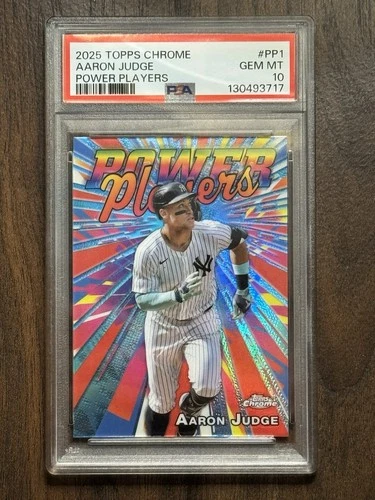 2025 TOPPS CHROME #PP1
AARON JUDGE GEM MT
POWER PLAYERS 10
PSA 130493717
POWER
Players
NY
Topps
Chrome
AARON JUDGE